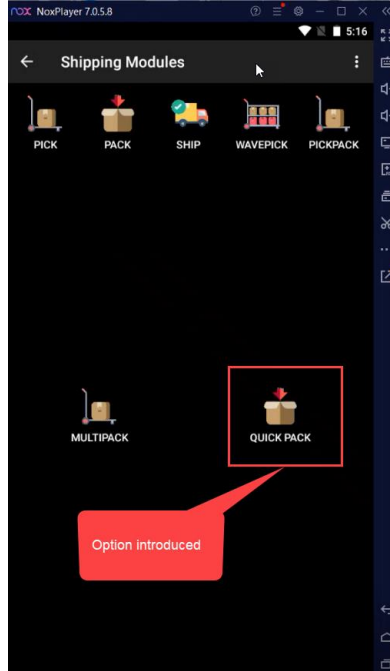 nox NoxPlayer 7.0.5.8
5:16
Shipping Modules
PICK PACK SHIP WAVEPICK PICKPACK
MULTIPACK QUICK PACK
Option introduced